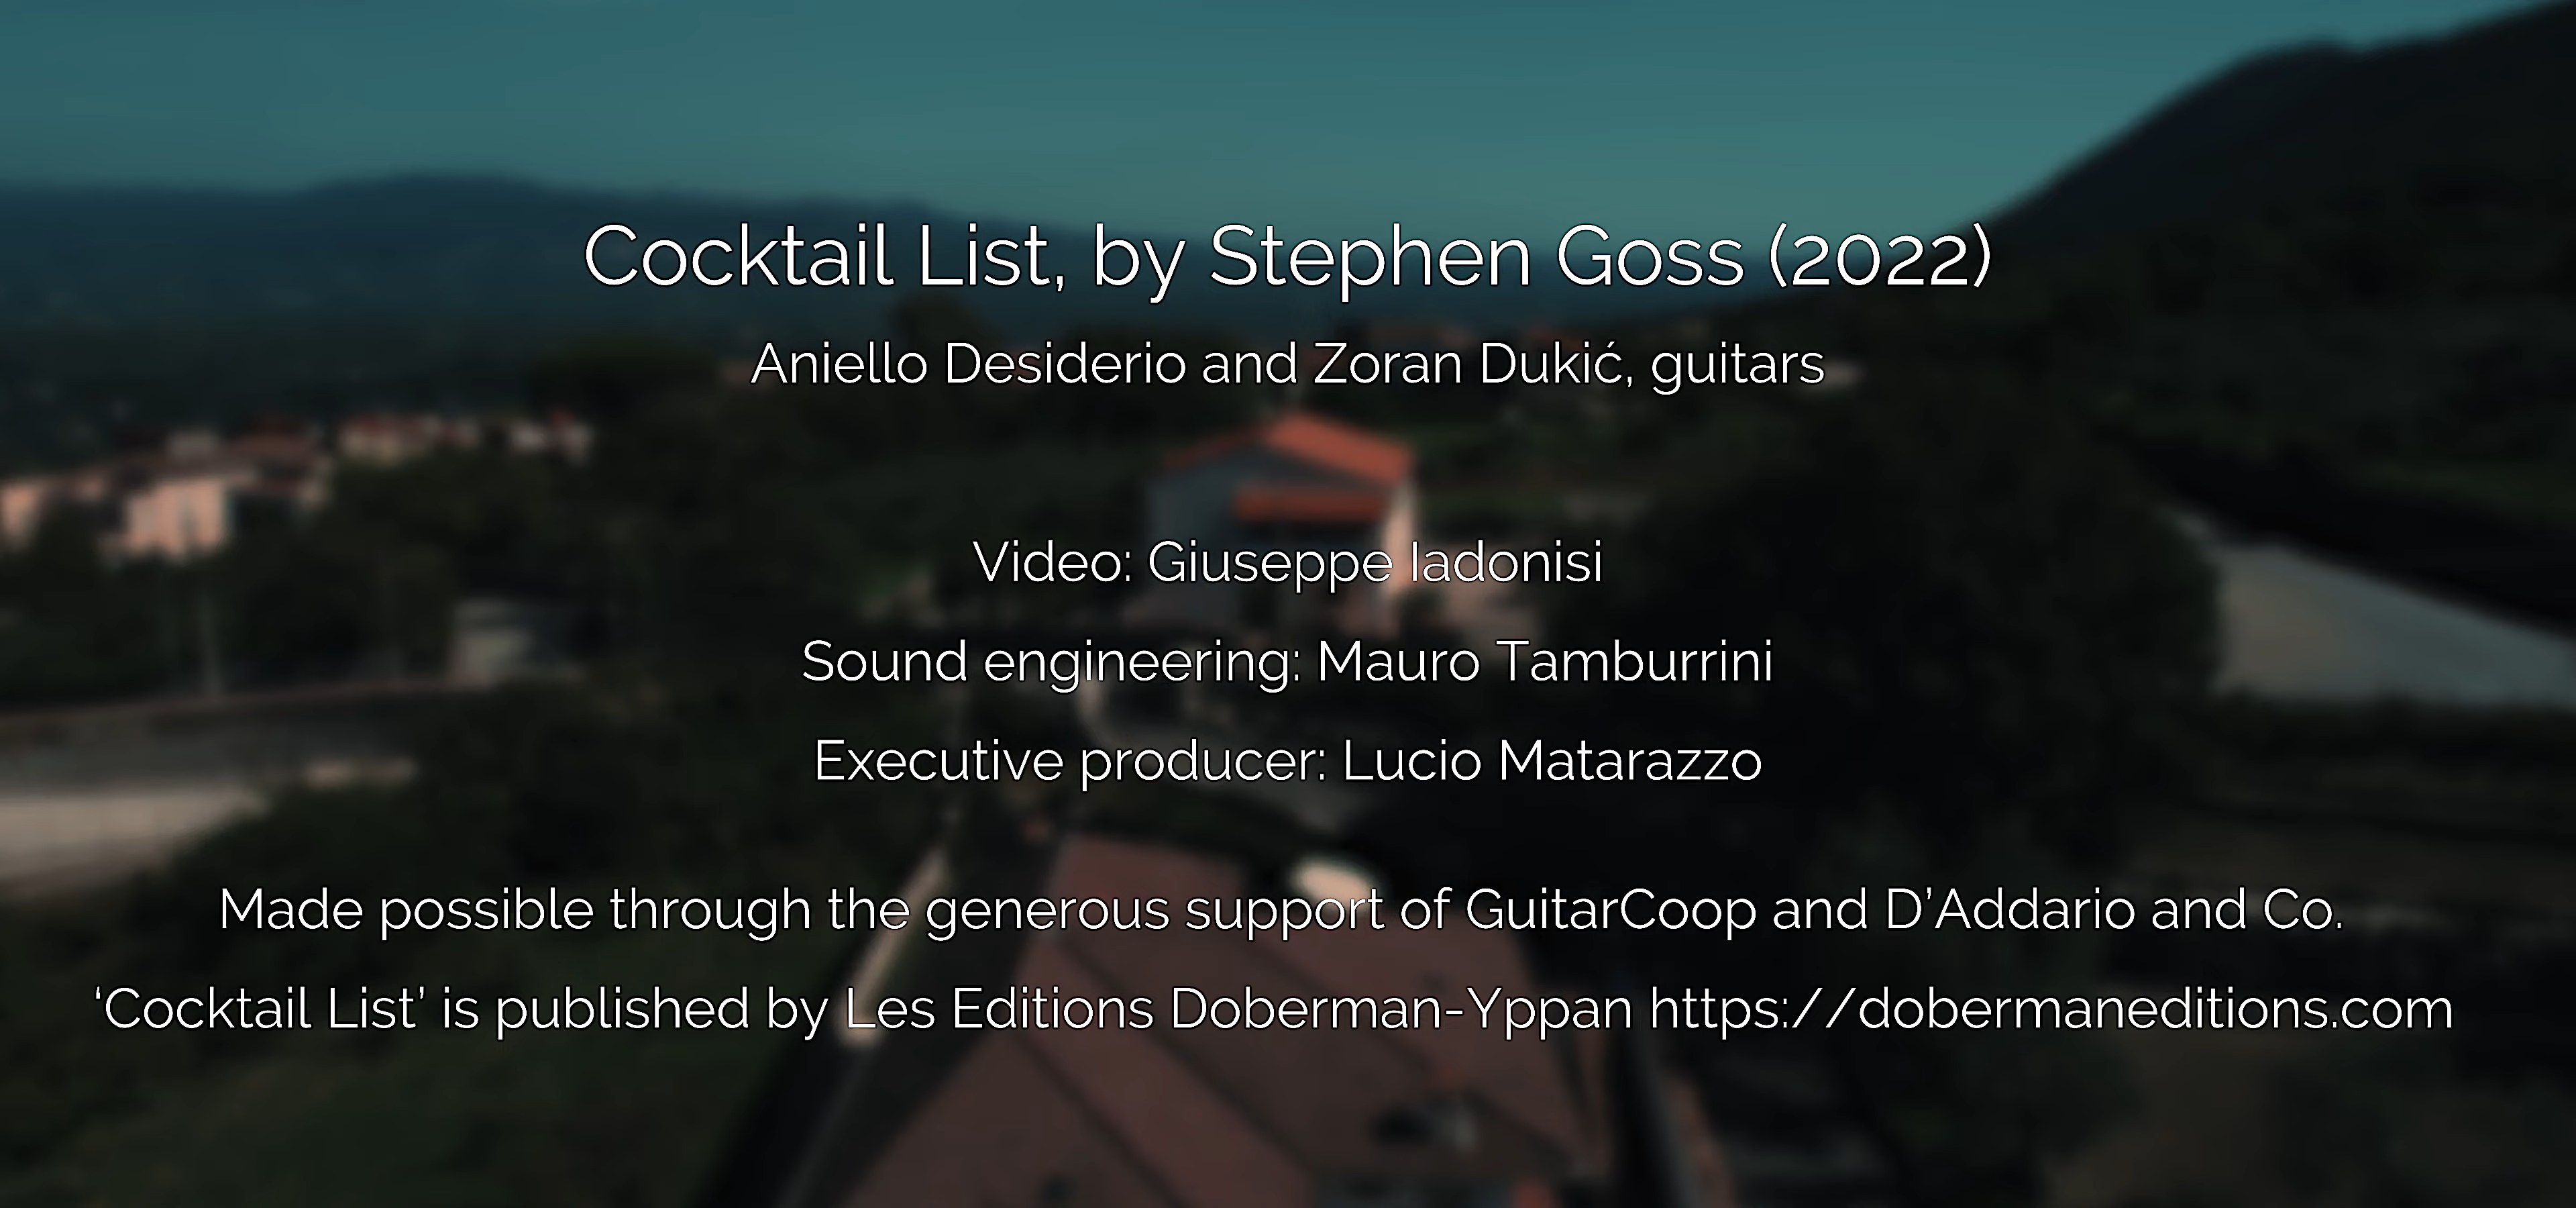 Cocktail List, by Stephen Goss (2022)
Aniello Desiderio and Zoran Dukić, guitars
Video: Giuseppe Iadonisi
Sound engineering: Mauro Tamburrini
Executive producer: Lucio Matarazzo
Made possible through the generous support of GuitarCoop and D’Addario and Co.
‘Cocktail List’ is published by Les Editions Doberman-Yppan https://dobermaneditions.com